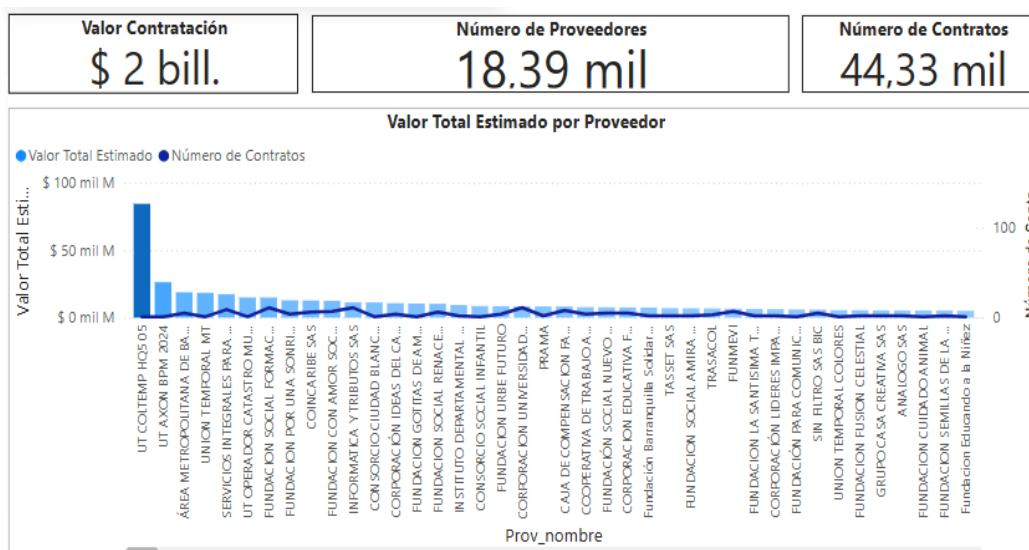 Valor Contratación
$ 2 bill.
Número de Proveedores
18.39 mil
Número de Contratos
44,33 mil
Valor Total Estimado por Proveedor
Valor Total Estimado
Número de Contratos
Valor Total Esti...
$ 100 mil M
$ 50 mil M
$ 0 mil M
100
0
UT COLTEMP HQS 05
UT AXON BPM 2024
ÁREA METROPOLITANA DE BA...
UNION TEMPORAL MT
SERVICIOS INTEGRALES PARA ...
UT OPERADOR CATASTRO MU...
FUNDACION SOCIAL FORMAC...
FUNDACION POR UNA SONRI...
COINCARIBE SAS
FUNDACION CON AMOR SOC...
INFORMATICA Y TRIBUTOS SAS
CONSORCIO CIUDAD BLANC...
CORPORACIÓN IDEAS DEL CA...
FUNDACION GOTITAS DE AM...
FUNDACION SOCIAL RENACE...
INSTITUTO DEPARTAMENTAL ...
CONSORCIO SOCIAL INFANTIL
FUNDACION URBE FUTURO
CORPORACION UNIVERSIDAD...
PRAMA
CAJA DE COMPENSACION FA...
COOPERATIVA DE TRABAJO A...
FUNDACIÓN SOCIAL NUEVO ...
CORPORACION EDUCATIVA F...
Fundación Barranquilla Solidar...
TASSET SAS
FUNDACION SOCIAL AMIRA ...
TRASACOL
FUNMEVI
FUNDACION LA SANTISIMA T...
CORPORACIÓN LIDERES IMPA...
FUNDACIÓN PARA COMUNIC...
SIN FILTRO SAS BIC
UNION TEMPORAL COLORES
FUNDACION FUSION CELESTIAL
GRUPO CASA CREATIVA SAS
ANALOGO SAS
FUNDACION CUIDADO ANIMAL
FUNDACION SEMILLAS DE LA ...
Fundacion Educando a la Niñez
Prov_nombre